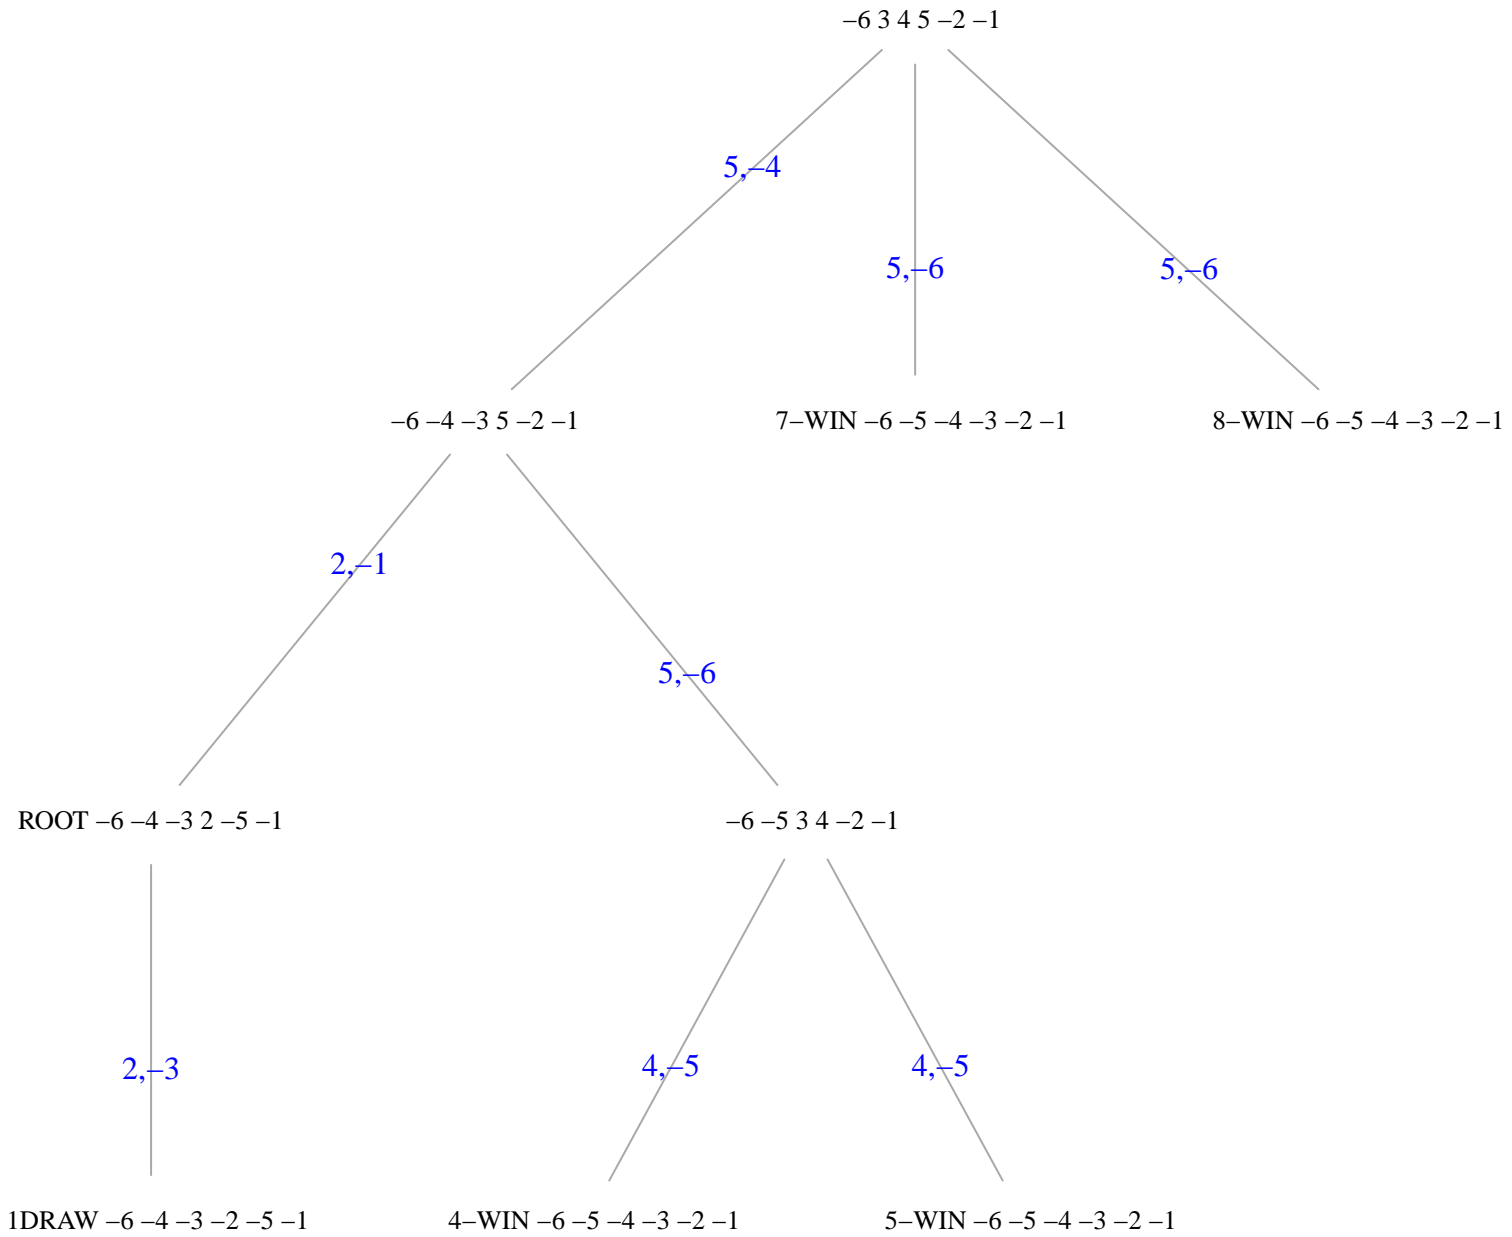 –6 3 4 5 –2 –1
5,–4
5,–6
5,–6
–6 –4 –3 5 –2 –1
7–WIN –6 –5 –4 –3 –2 –1
8–WIN –6 –5 –4 –3 –2 –1
2,–1
5,–6
ROOT –6 –4 –3 2 –5 –1
–6 –5 3 4 –2 –1
2,–3
4,–5
4,–5
1DRAW –6 –4 –3 –2 –5 –1
4–WIN –6 –5 –4 –3 –2 –1
5–WIN –6 –5 –4 –3 –2 –1